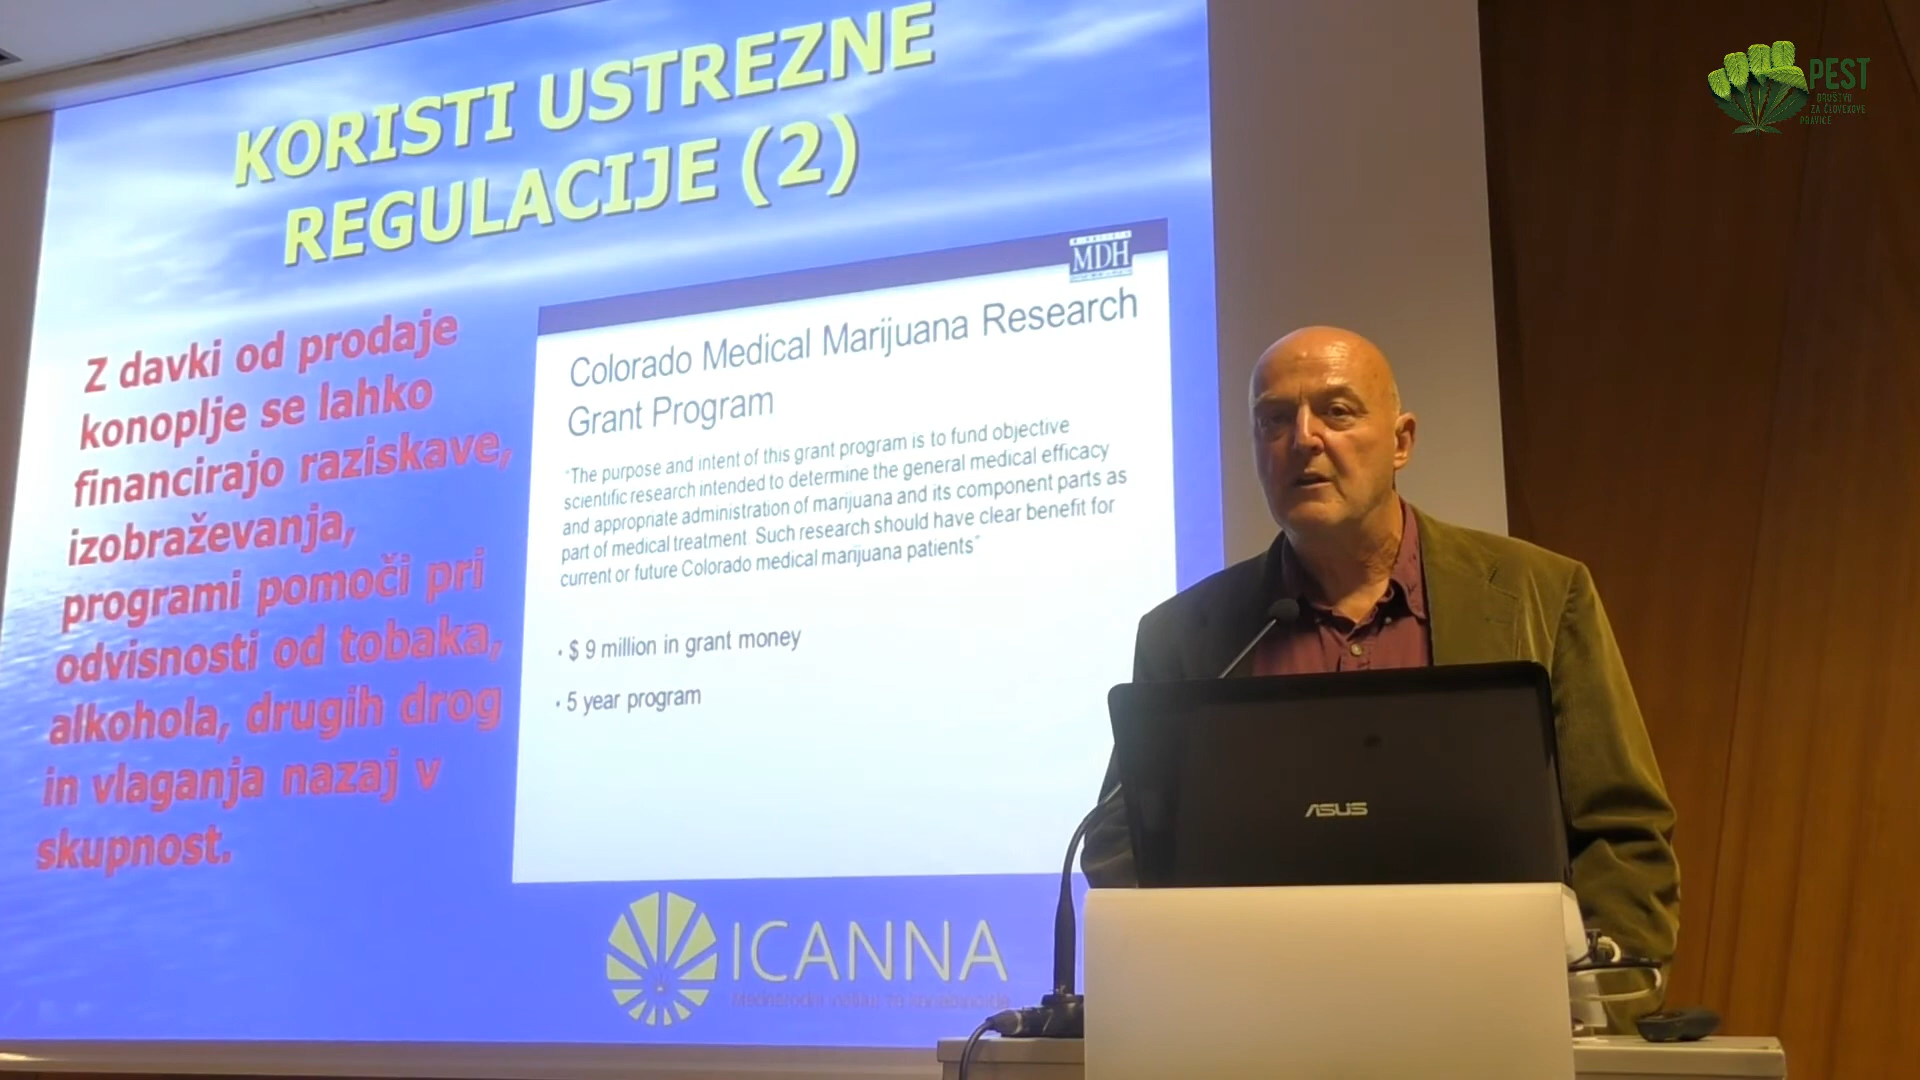 KORISTI USTREZNE
REGULACIJE (2)
Z davki od prodaje
konoplje se lahko
financirajo raziskave,
izobraževanja,
programi pomoči pri
odvisnosti od tobaka,
alkohola, drugih drog
in vlaganja nazaj v
skupnost.
MDH
Colorado Medical Marijuana Research
Grant Program
"The purpose and intent of this grant program is to fund objective
scientific research intended to determine the general medical efficacy
and appropriate administration of marijuana and its component parts as
part of medical treatment. Such research should have clear benefit for
current or future Colorado medical marijuana patients"
• $ 9 million in grant money
• 5 year program
ICANNA
ASUS
PEST
DRUŠTVO
ZA ČLOVEKOVE
PRAVICE